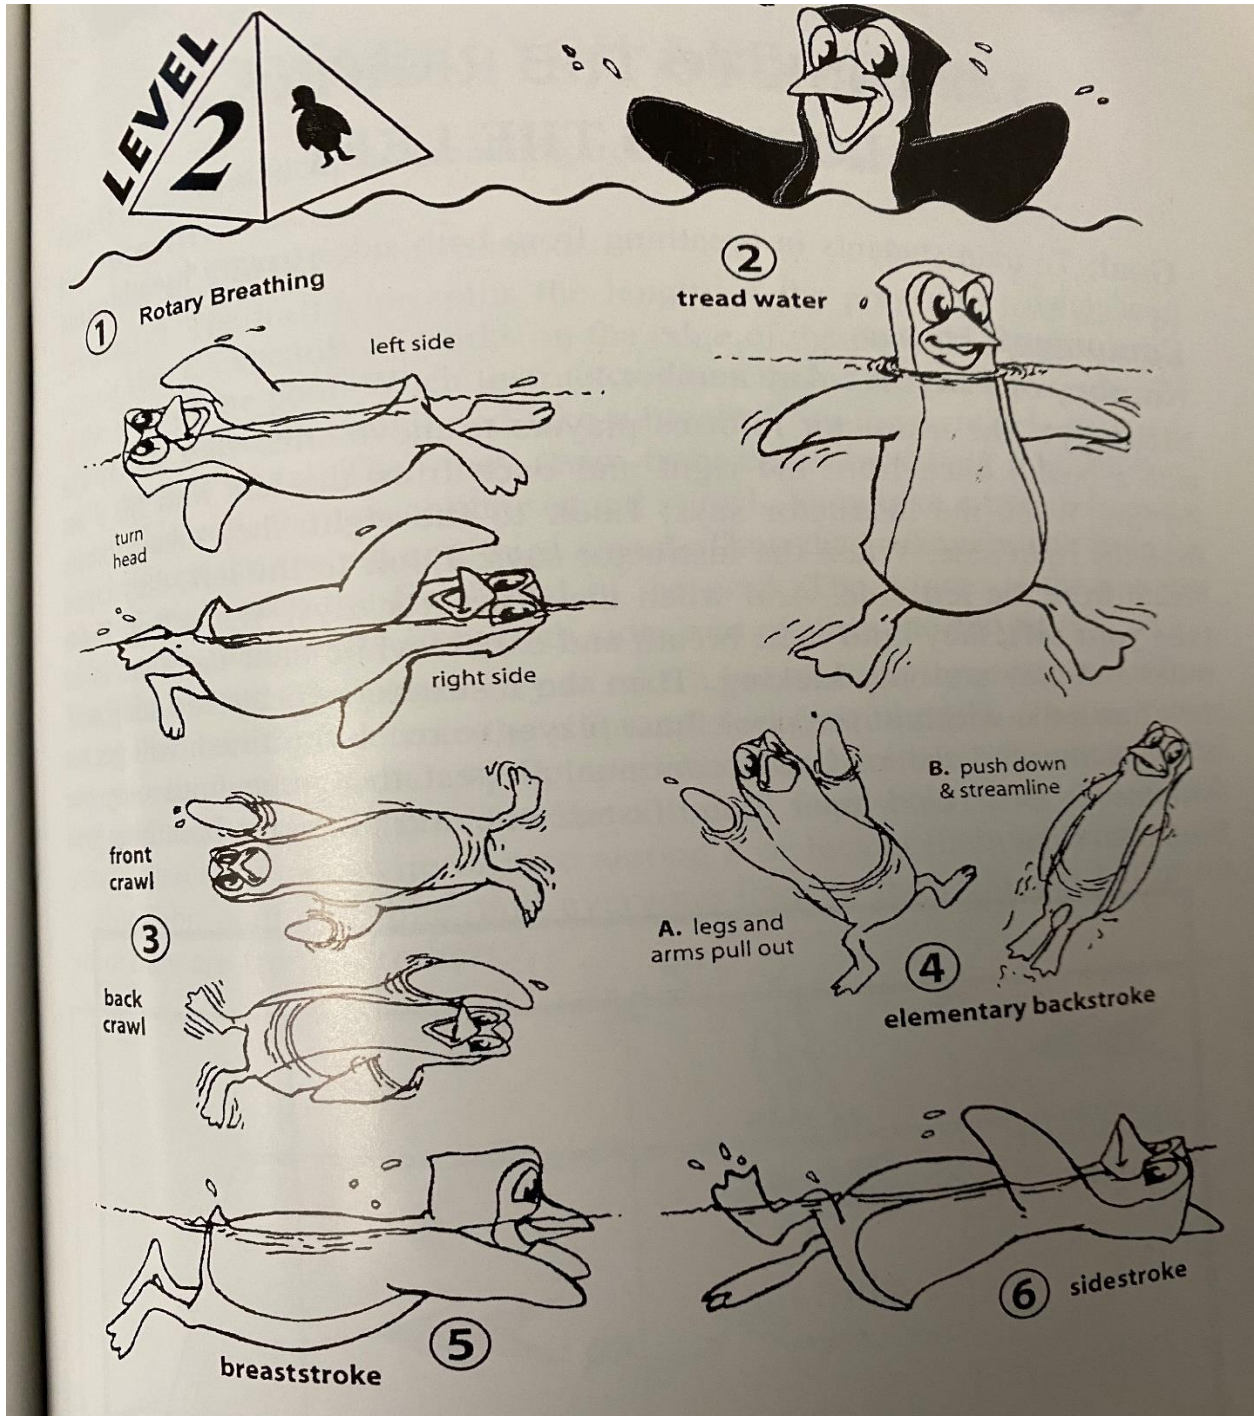 LEVEL
2
1 Rotary Breathing
left side
turn
head
right side
2
tread water
front
crawl
3
back
crawl
A. legs and
arms pull out
B. push down
& streamline
4
elementary backstroke
5
breaststroke
6 sidestroke